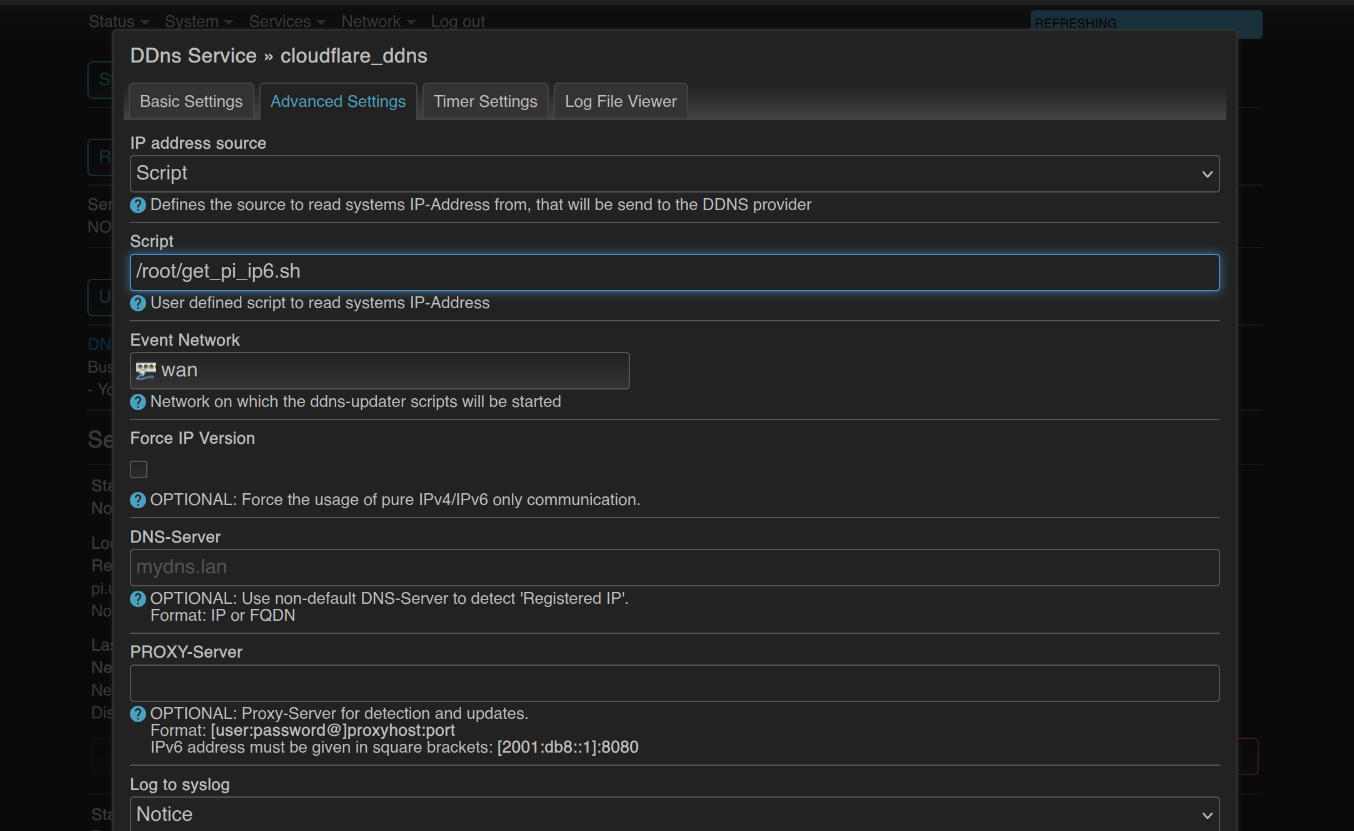 Status System Services Network Log out
REFRESHING
DDns Service » cloudflare_ddns
Basic Settings Advanced Settings Timer Settings Log File Viewer
IP address source
Script
Defines the source to read systems IP-Address from, that will be send to the DDNS provider
Script
/root/get_pi_ip6.sh
User defined script to read systems IP-Address
Event Network
wan
Network on which the ddns-updater scripts will be started
Force IP Version
OPTIONAL: Force the usage of pure IPv4/IPv6 only communication.
DNS-Server
mydns.lan
OPTIONAL: Use non-default DNS-Server to detect 'Registered IP'.
Format: IP or FQDN
PROXY-Server
OPTIONAL: Proxy-Server for detection and updates.
Format: [user:password@]proxyhost:port
IPv6 address must be given in square brackets: [2001:db8::1]:8080
Log to syslog
Notice